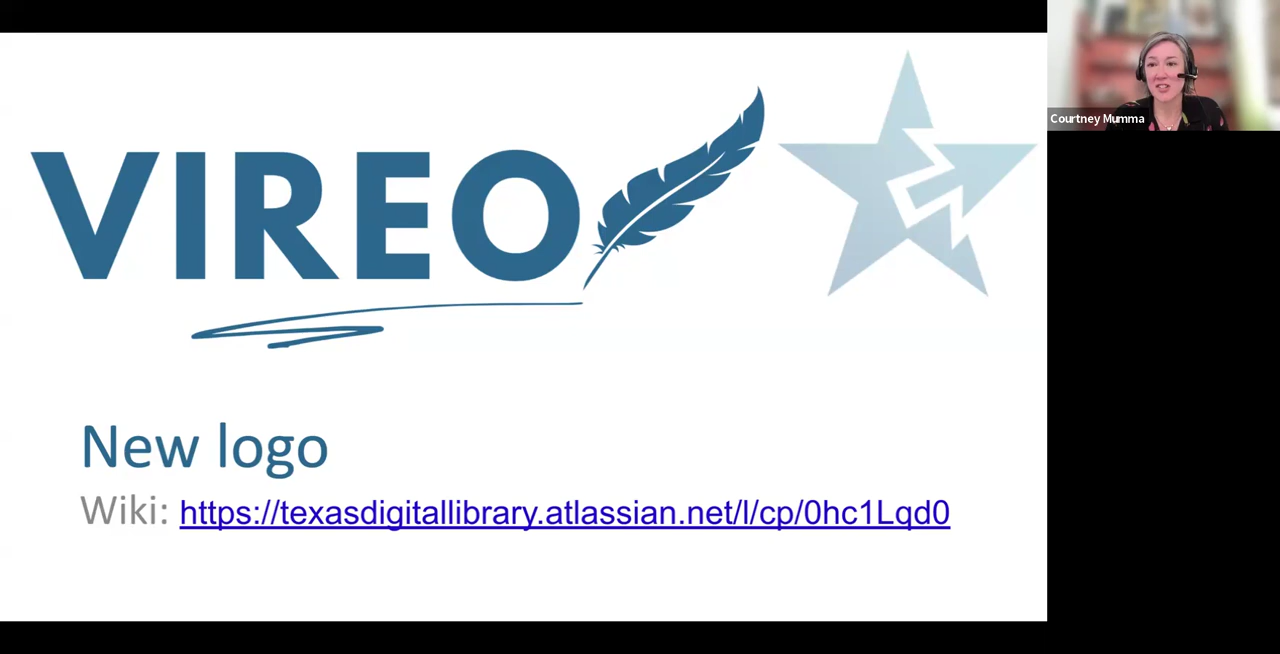 VIREO
New logo
Wiki: https://texasdigitallibrary.atlassian.net/l/cp/0hc1Lqd0
Courtney Mumma